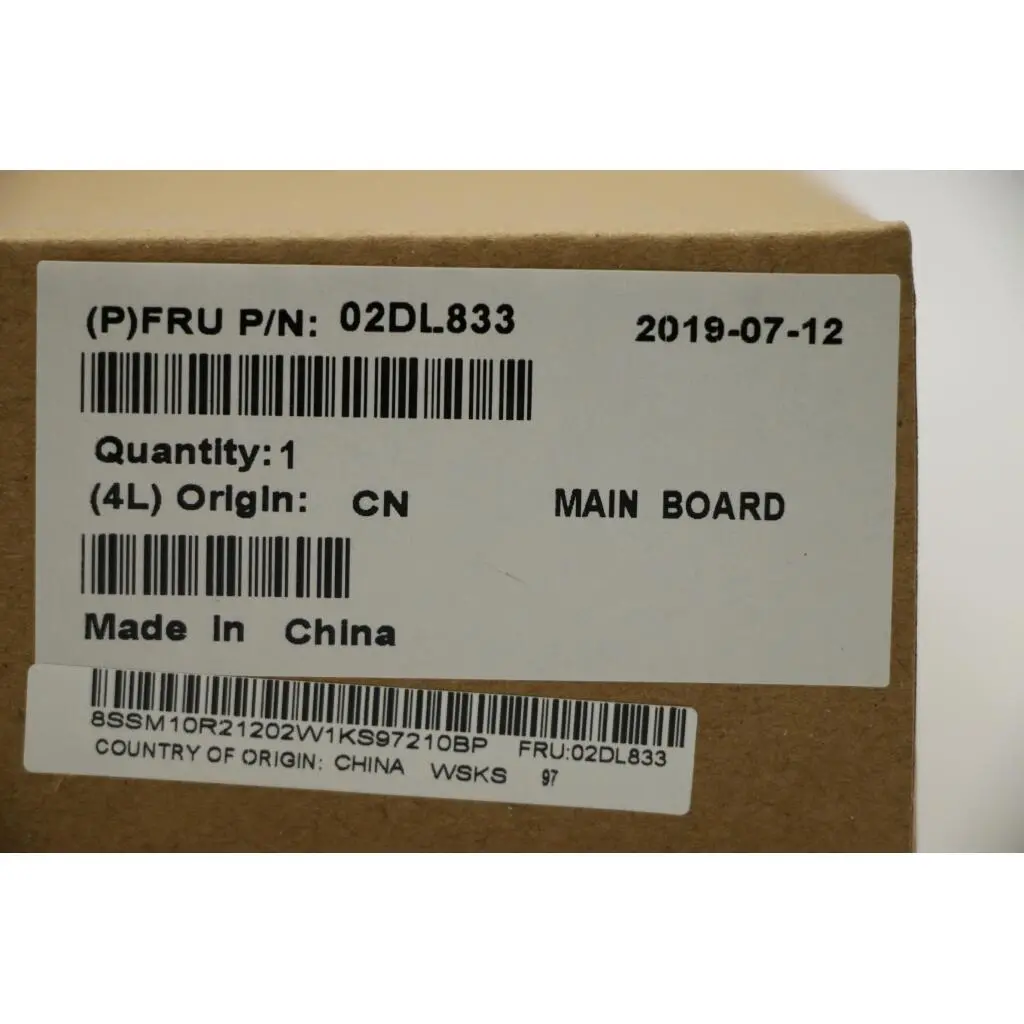 (P)FRU P/N: 02DL833 2019-07-12
Quantity: 1
(4L) Origin: CN MAIN BOARD
Made In China
8SSM10R21202W1KS97210BP FRU:02DL833
COUNTRY OF ORIGIN: CHINA WSKS 97